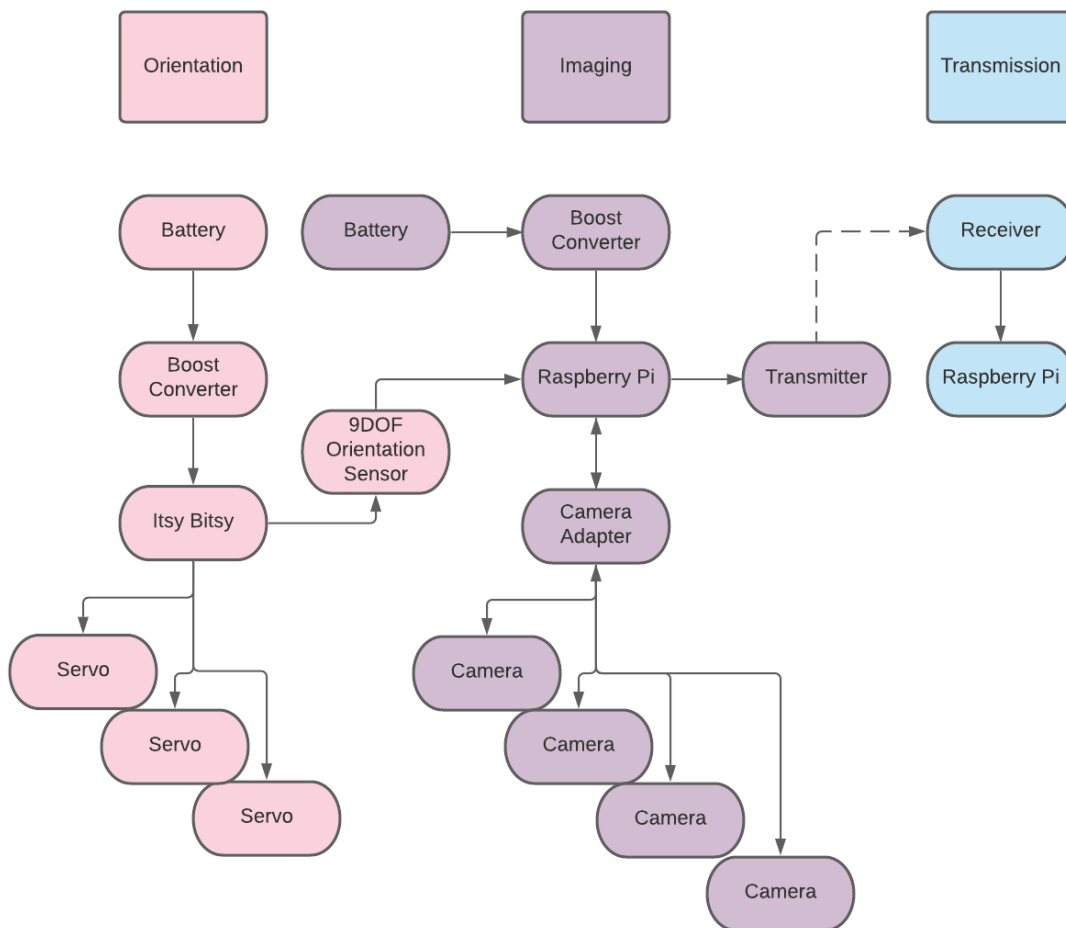 Orientation
Imaging
Transmission
Battery
Battery
Boost
Converter
Receiver
Boost
Converter
Raspberry Pi
Transmitter
Raspberry Pi
9DOF
Orientation
Sensor
Itsy Bitsy
Camera
Adapter
Servo
Camera
Servo
Camera
Servo
Camera
Camera